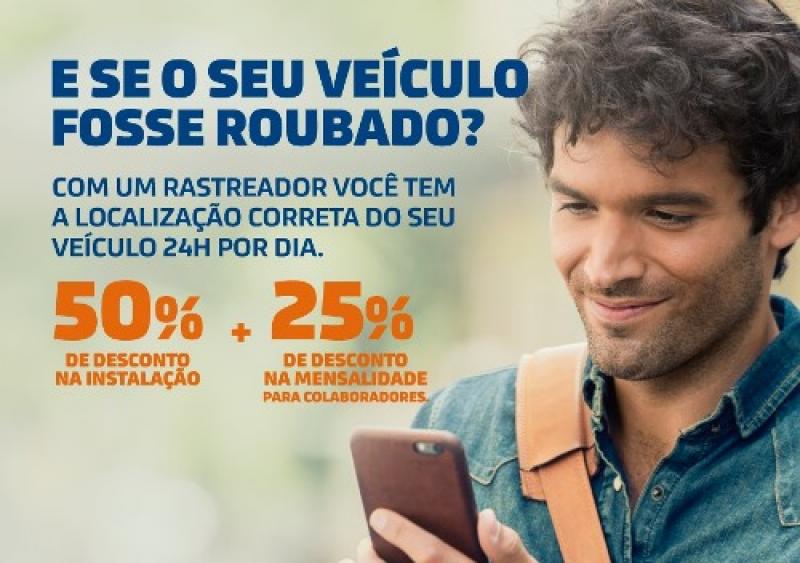 E SE O SEU VEÍCULO
FOSSE ROUBADO?
COM UM RASTREADOR VOCÊ TEM
A LOCALIZAÇÃO CORRETA DO SEU
VEÍCULO 24H POR DIA.
50% + 25%
DE DESCONTO DE DESCONTO
NA INSTALAÇÃO NA MENSALIDADE
PARA COLABORADORES.